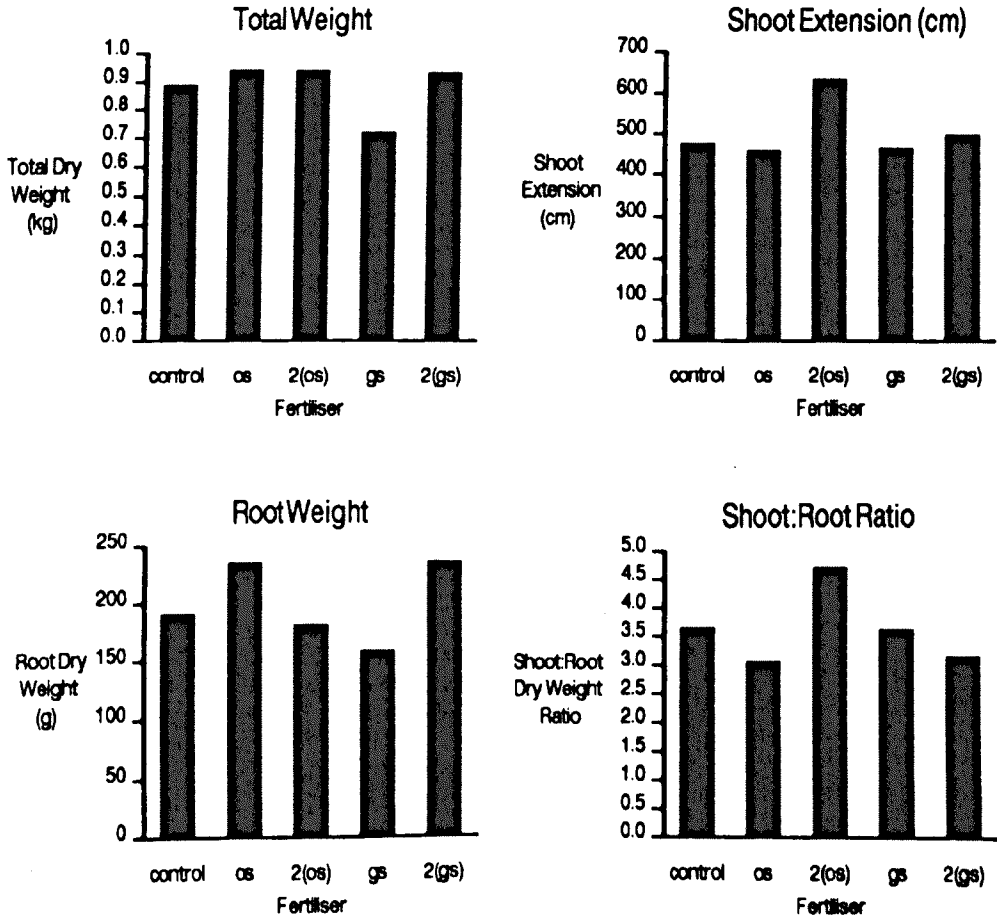 Total Weight
1.0
0.9
0.8
0.7
0.6
0.5
0.4
0.3
0.2
0.1
0.0
Total Dry
Weight
(kg)
control os 2(os) gs 2(gs)
Fertiliser
Shoot Extension (cm)
700
600
500
400
300
200
100
0
Shoot
Extension
(cm)
control os 2(os) gs 2(gs)
Fertiliser
Root Weight
250
200
150
100
50
0
Root Dry
Weight
(g)
control os 2(os) gs 2(gs)
Fertiliser
Shoot:Root Ratio
5.0
4.5
4.0
3.5
3.0
2.5
2.0
1.5
1.0
0.5
0.0
Shoot:Root
Dry Weight
Ratio
control os 2(os) gs 2(gs)
Fertiliser